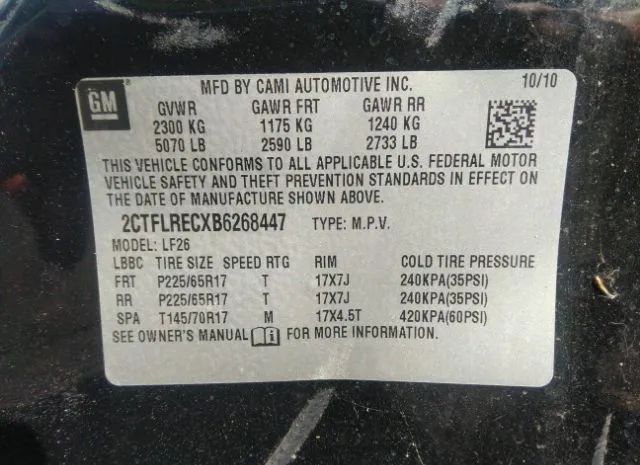 GM ®
MFD BY CAMI AUTOMOTIVE INC. 10/10
GVWR GAWR FRT GAWR RR
2300 KG 1175 KG 1240 KG
5070 LB 2590 LB 2733 LB
THIS VEHICLE CONFORMS TO ALL APPLICABLE U.S. FEDERAL MOTOR
VEHICLE SAFETY AND THEFT PREVENTION STANDARDS IN EFFECT ON
THE DATE OF MANUFACTURE SHOWN ABOVE.
2CTFLRECXB6268447 TYPE: M.P.V.
MODEL: LF26
LBBC TIRE SIZE SPEED RTG RIM COLD TIRE PRESSURE
FRT P225/65R17 T 17X7J 240KPA(35PSI)
RR P225/65R17 T 17X7J 240KPA(35PSI)
SPA T145/70R17 M 17X4.5T 420KPA(60PSI)
SEE OWNER'S MANUAL FOR MORE INFORMATION.